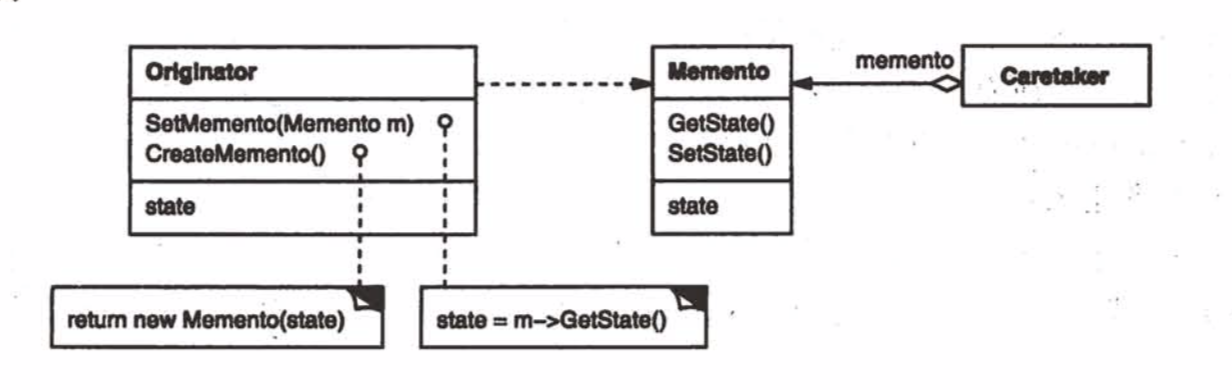 Originator
SetMemento(Memento m)
CreateMemento()
state
return new Memento(state)
state = m->GetState()
Memento
GetState()
SetState()
state
memento
Caretaker